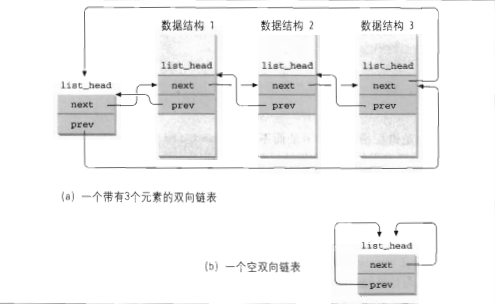 数据结构 1
数据结构 2
数据结构 3
list_head
list_head
list_head
list_head
next
next
next
next
prev
prev
prev
prev
(a) 一个带有3个元素的双向链表
list_head
(b) 一个空双向链表
next
prev